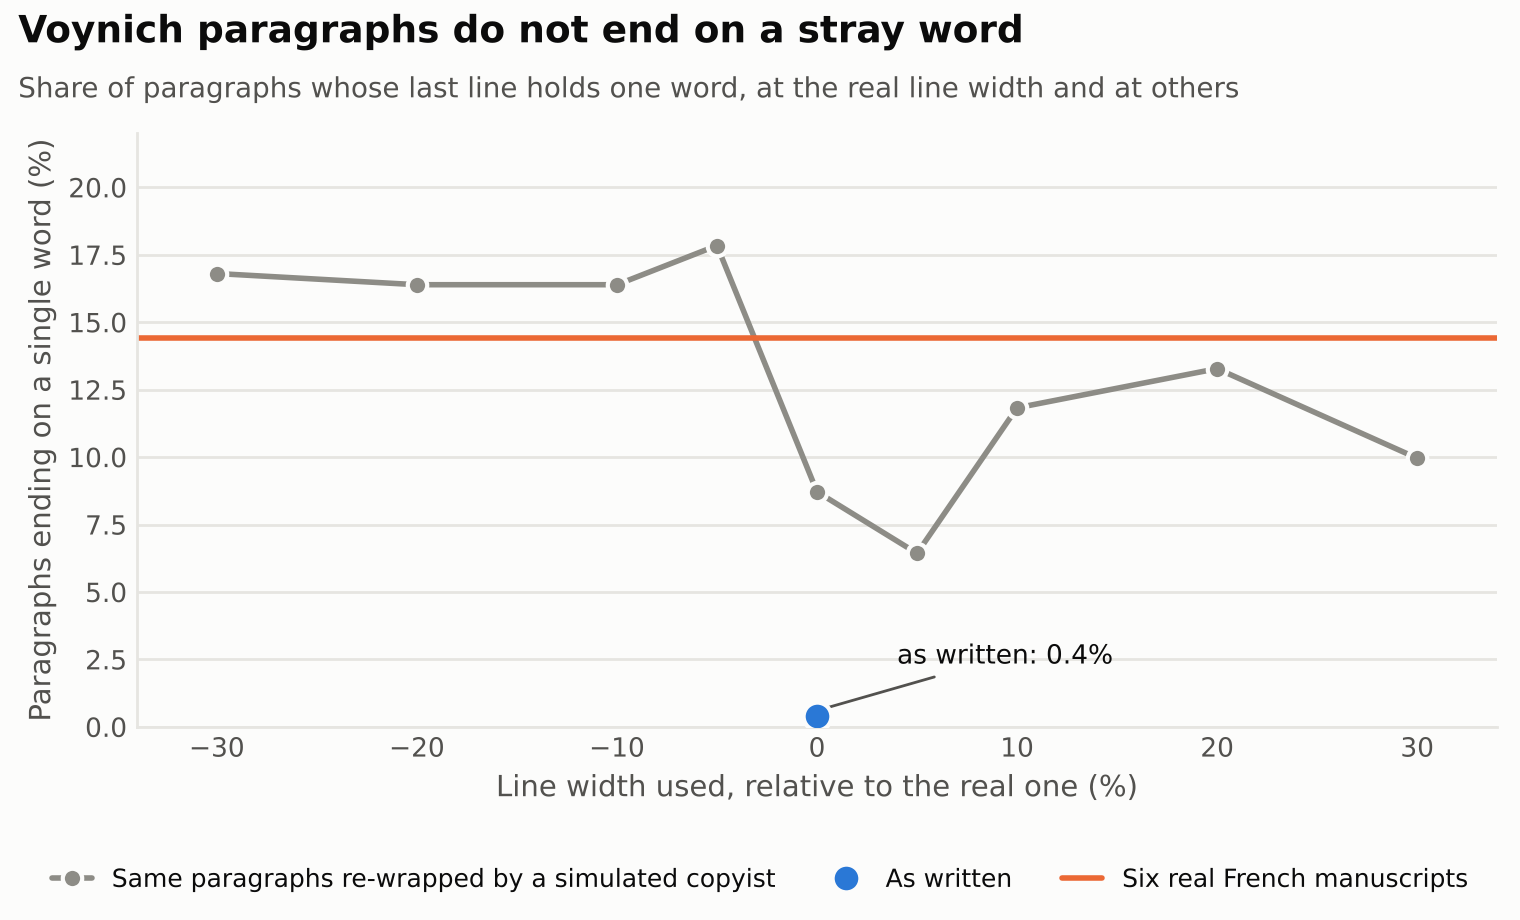 Voynich paragraphs do not end on a stray word
Share of paragraphs whose last line holds one word, at the real line width and at others
Paragraphs ending on a single word (%)
20.0
17.5
15.0
12.5
10.0
7.5
5.0
2.5
0.0
as written: 0.4%
−30 −20 −10 0 10 20 30
Line width used, relative to the real one (%)
Same paragraphs re-wrapped by a simulated copyist As written Six real French manuscripts